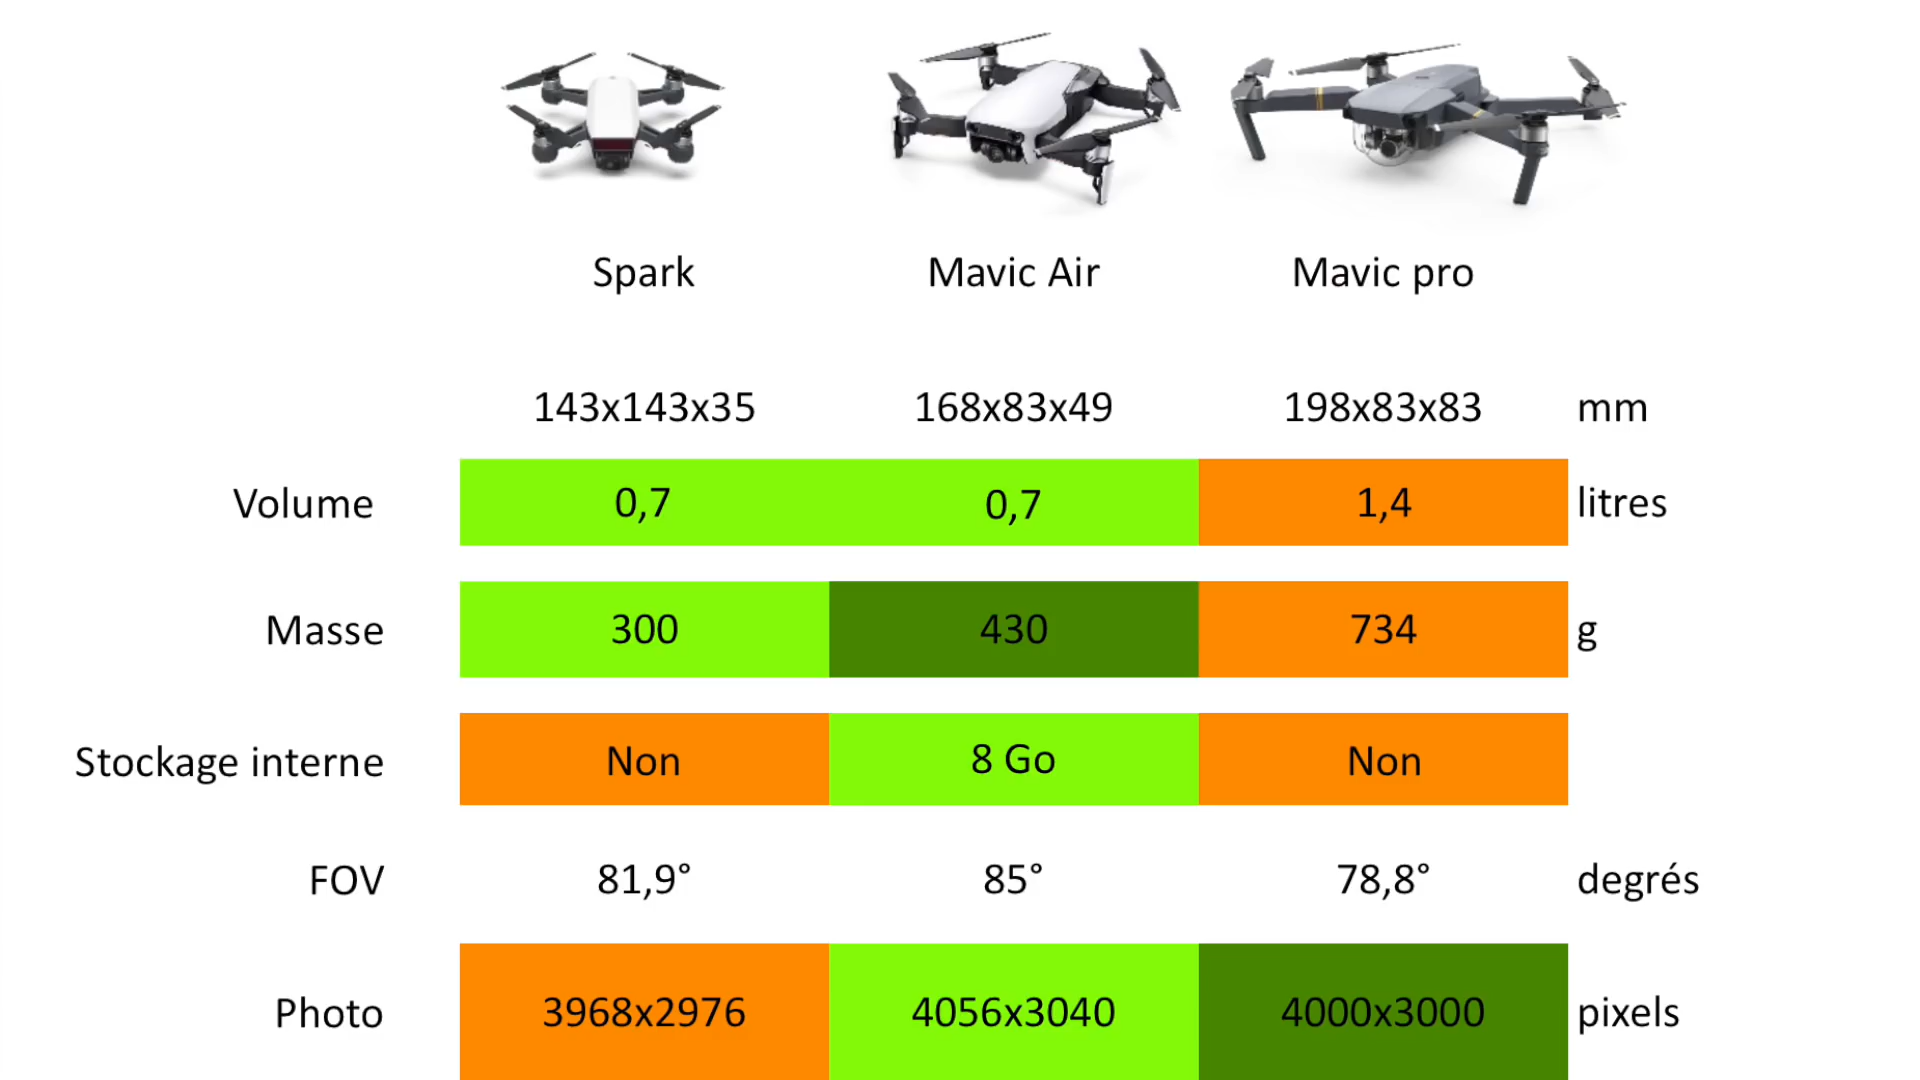 Spark Mavic Air Mavic pro
143x143x35 168x83x49 198x83x83 mm
Volume 0,7 0,7 1,4 litres
Masse 300 430 734 g
Stockage interne Non 8 Go Non
FOV 81,9° 85° 78,8° degrés
Photo 3968x2976 4056x3040 4000x3000 pixels